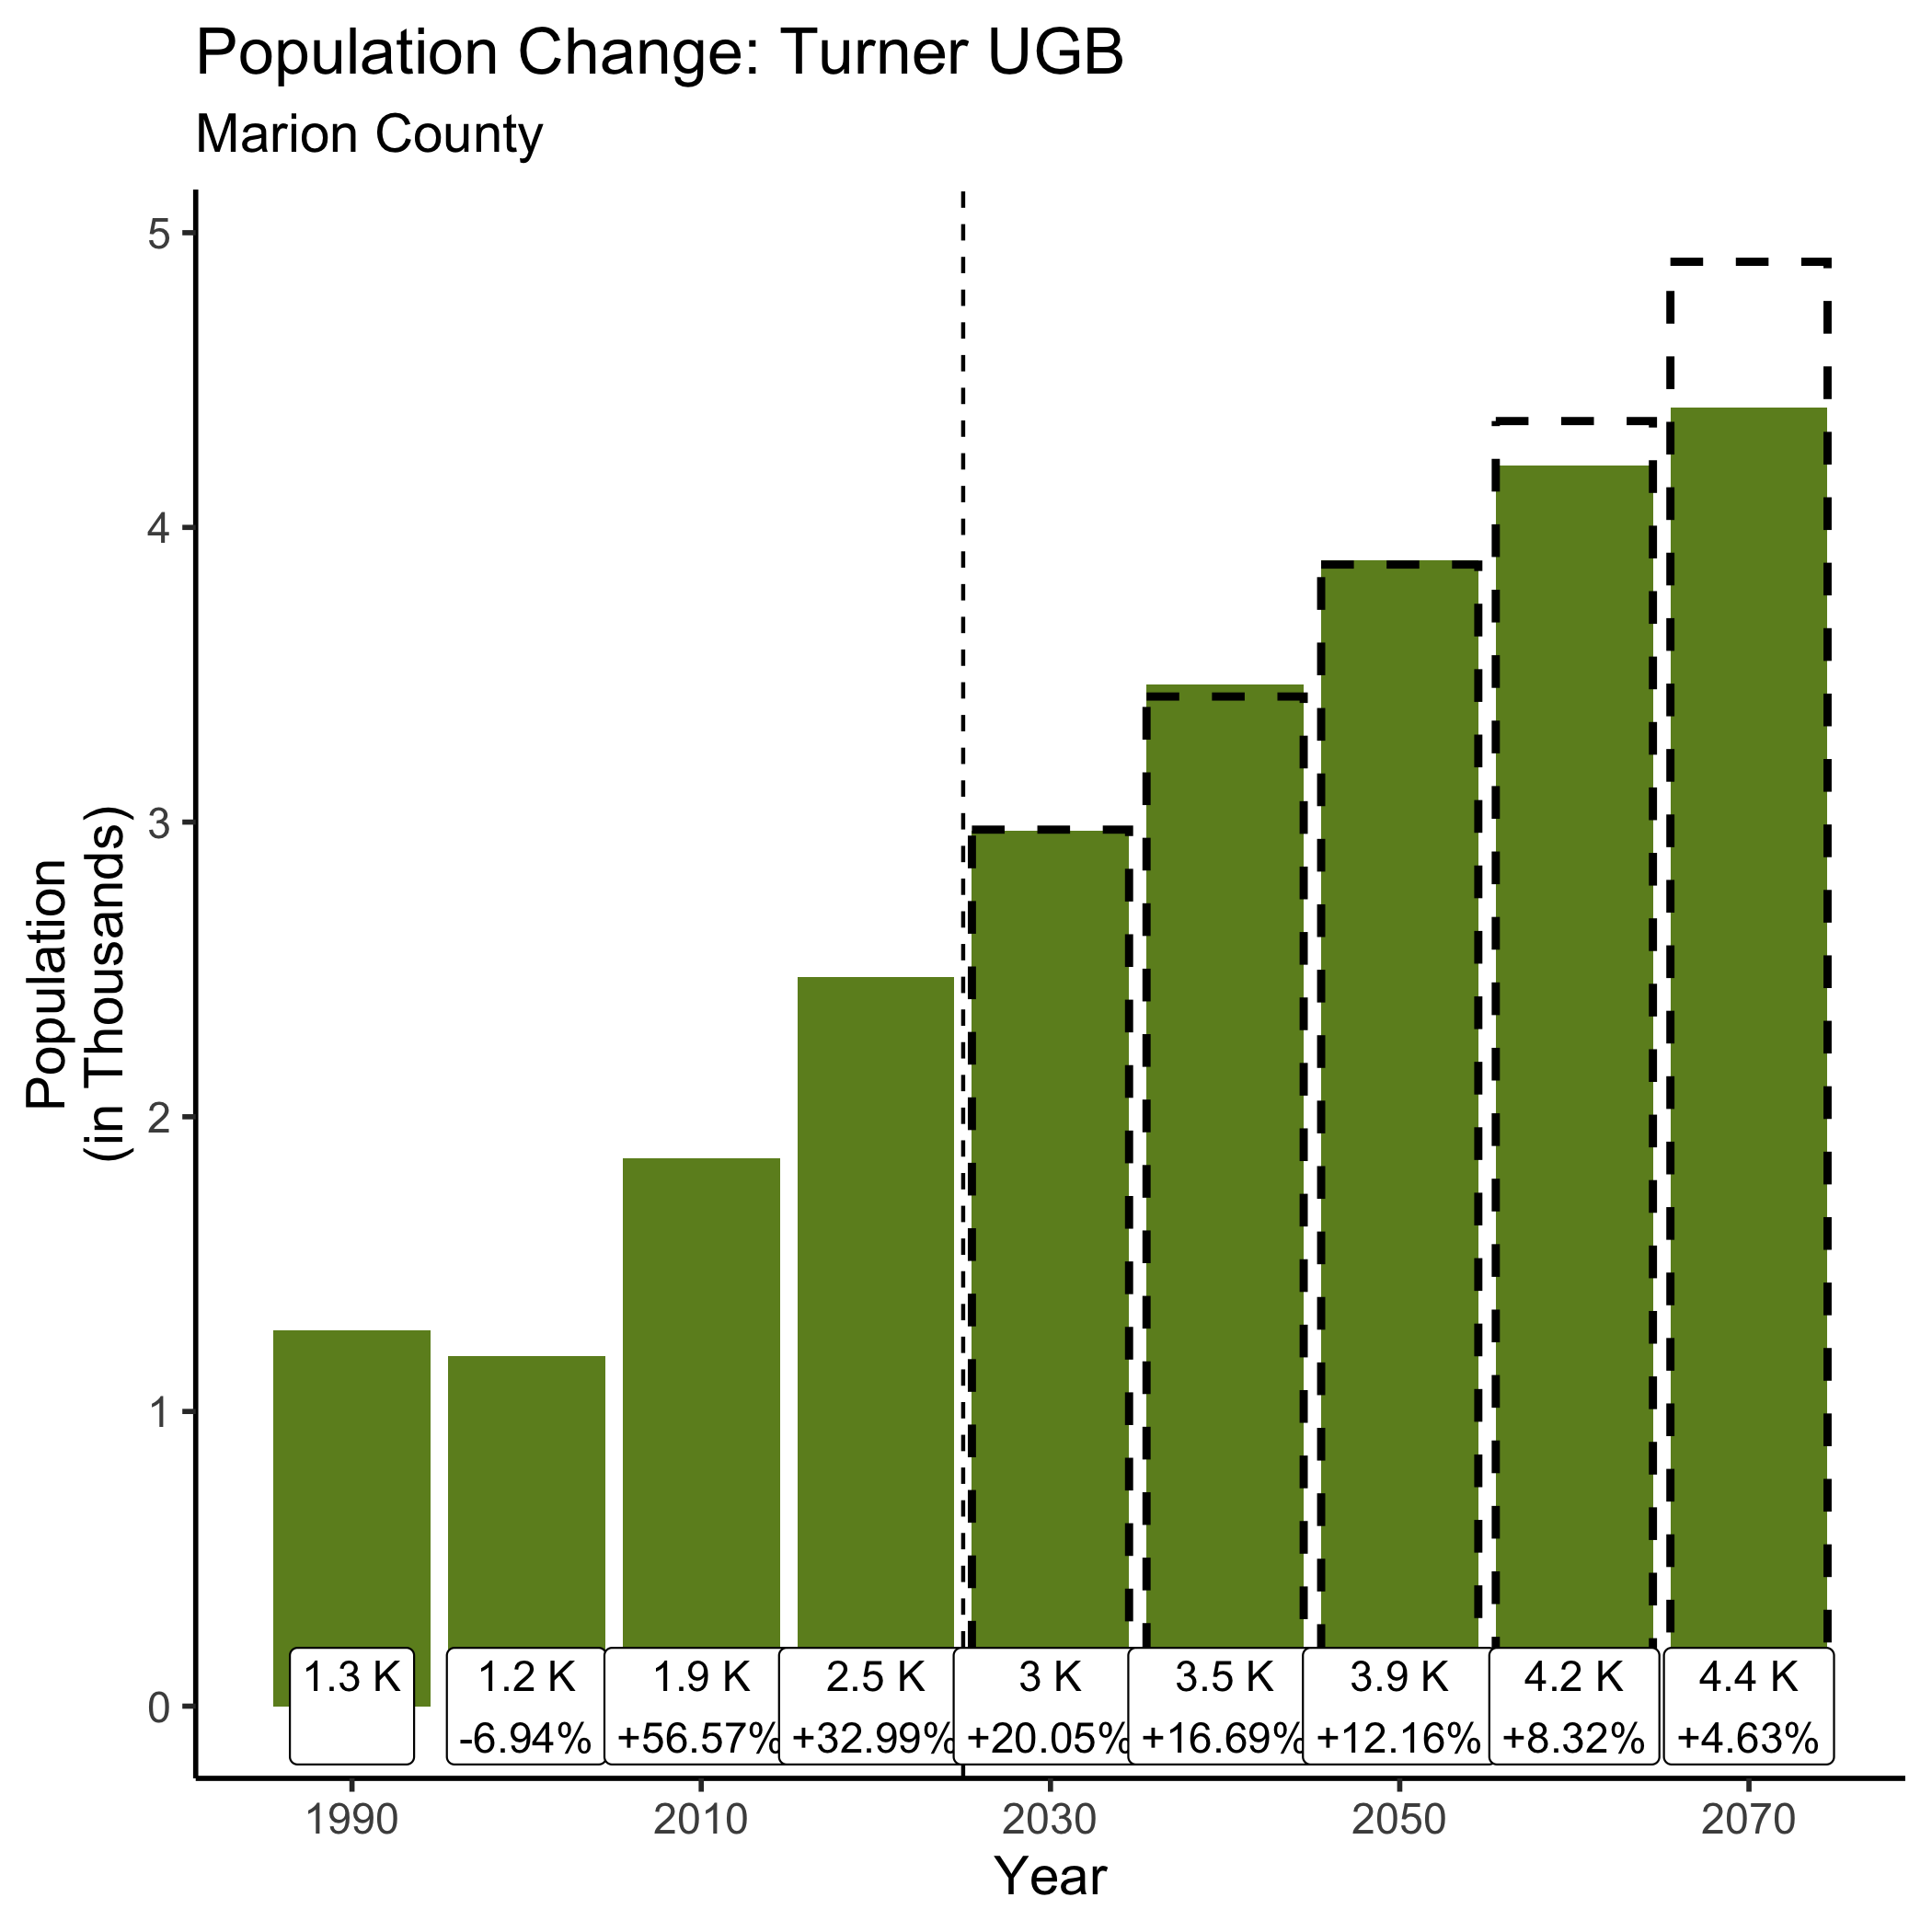 Population Change: Turner UGB
Marion County
Population
(in Thousands)
5
4
3
2
1
0
1.3 K
1.2 K
-6.94%
1.9 K
+56.57%
2.5 K
+32.99%
3 K
+20.05%
3.5 K
+16.69%
3.9 K
+12.16%
4.2 K
+8.32%
4.4 K
+4.63%
1990
2010
2030
2050
2070
Year